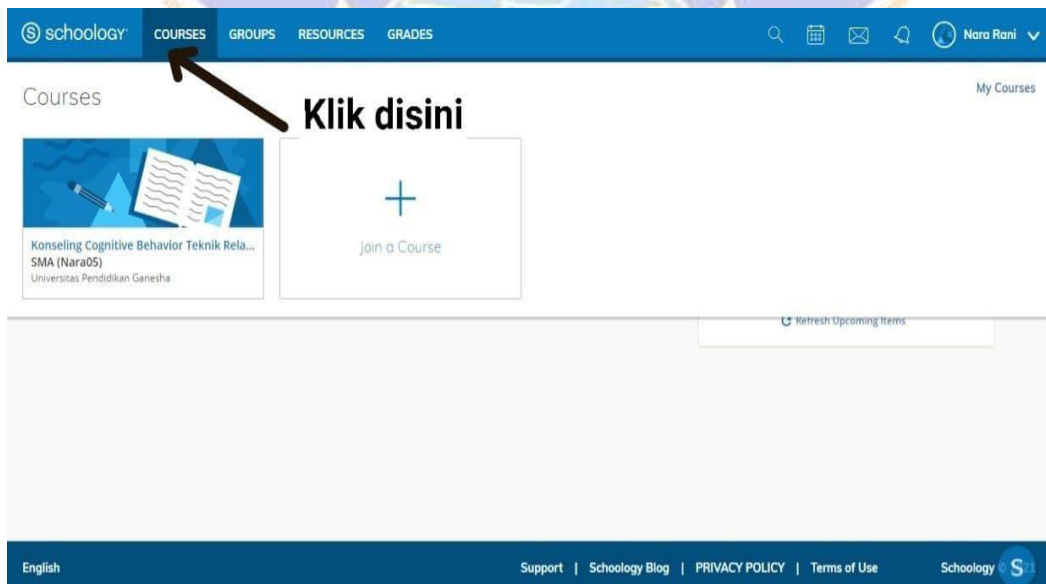 schoology COURSES GROUPS RESOURCES GRADES Nara Rani
Courses
My Courses
Klik disini
Konseling Cognitive Behavior Teknik Rela...
SMA (Nara05)
Universitas Pendidikan Ganesha
Join a Course
Refresh Upcoming Items
English Support | Schoology Blog | PRIVACY POLICY | Terms of Use Schoology © S 21